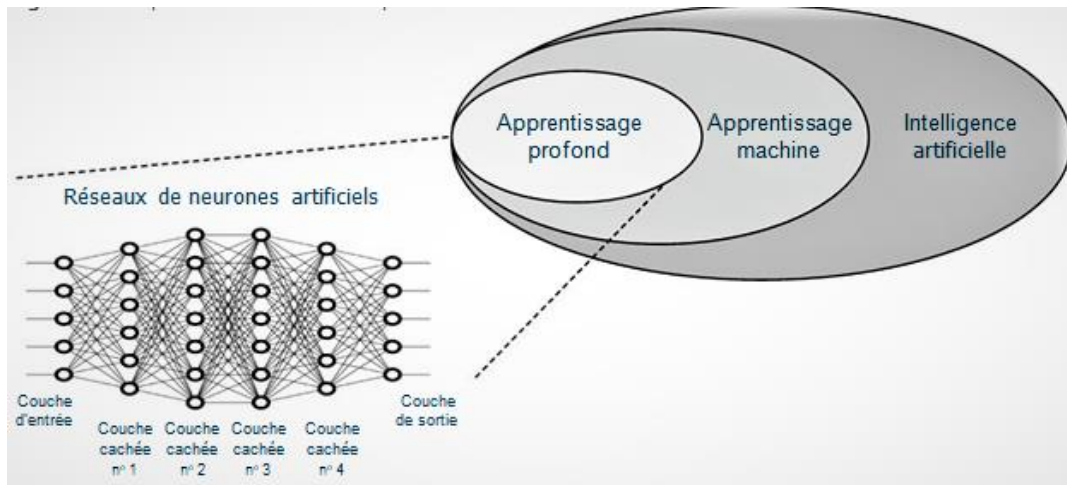 Apprentissage
profond
Apprentissage
machine
Intelligence
artificielle
Réseaux de neurones artificiels
Couche
d'entrée
Couche
cachée
n° 1
Couche
cachée
n° 2
Couche
cachée
n° 3
Couche
cachée
n° 4
Couche
de sortie